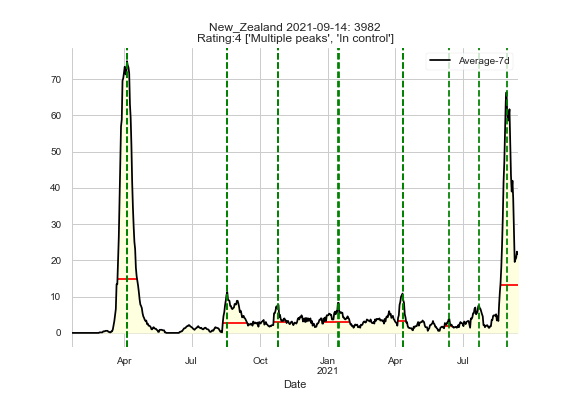 New_Zealand 2021-09-14: 3982
Rating:4 ['Multiple peaks', 'In control']
Average-7d
70
60
50
40
30
20
10
0
Apr
Jul
Oct
Jan
2021
Apr
Jul
Date